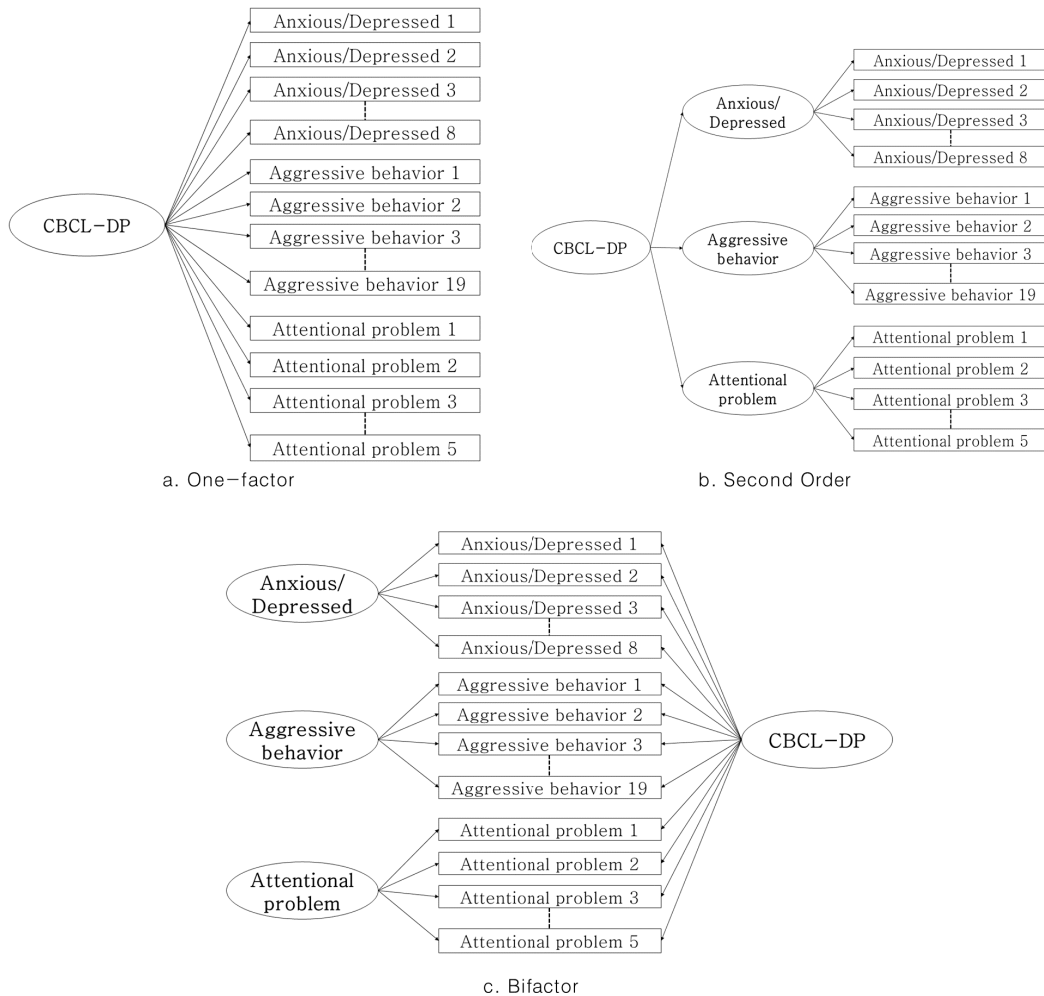 CBCL-DP
Anxious/Depressed 1
Anxious/Depressed 2
Anxious/Depressed 3
Anxious/Depressed 8
Aggressive behavior 1
Aggressive behavior 2
Aggressive behavior 3
Aggressive behavior 19
Attentional problem 1
Attentional problem 2
Attentional problem 3
Attentional problem 5
a. One-factor
CBCL-DP
Anxious/
Depressed
Aggressive
behavior
Attentional
problem
Anxious/Depressed 1
Anxious/Depressed 2
Anxious/Depressed 3
Anxious/Depressed 8
Aggressive behavior 1
Aggressive behavior 2
Aggressive behavior 3
Aggressive behavior 19
Attentional problem 1
Attentional problem 2
Attentional problem 3
Attentional problem 5
b. Second Order
Anxious/
Depressed
Aggressive
behavior
Attentional
problem
Anxious/Depressed 1
Anxious/Depressed 2
Anxious/Depressed 3
Anxious/Depressed 8
Aggressive behavior 1
Aggressive behavior 2
Aggressive behavior 3
Aggressive behavior 19
Attentional problem 1
Attentional problem 2
Attentional problem 3
Attentional problem 5
CBCL-DP
c. Bifactor